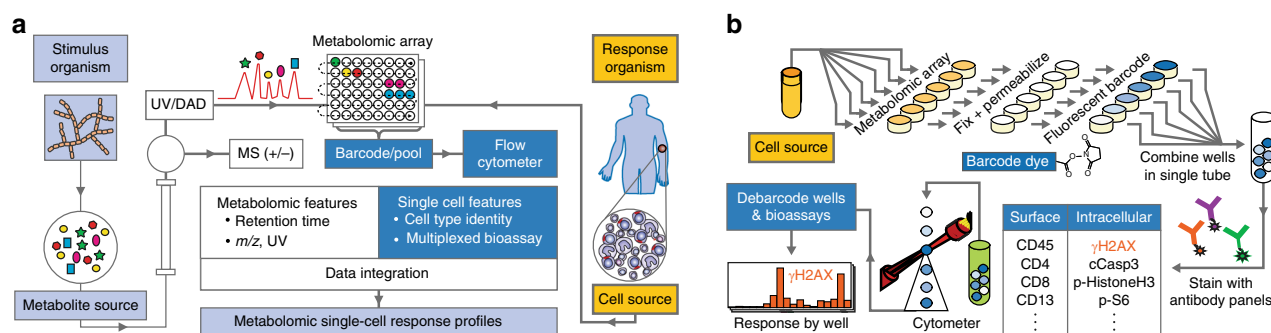 a
Stimulus
organism
Metabolomic array
Response
organism
UV/DAD
MS (+/–)
Barcode/pool
Flow
cytometer
Metabolomic features
• Retention time
• m/z, UV
Single cell features
• Cell type identity
• Multiplexed bioassay
Data integration
Metabolite source
Metabolomic single-cell response profiles
Cell source
b
Metabolomic array
Fix + permeabilize
Fluorescent barcode
Cell source
Barcode dye
O
O
N
O
O
Combine wells
in single tube
Debarcode wells
& bioassays
Surface
Intracellular
CD45
γH2AX
CD4
cCasp3
CD8
p-HistoneH3
CD13
p-S6
γH2AX
Response by well
Cytometer
Stain with
antibody panels